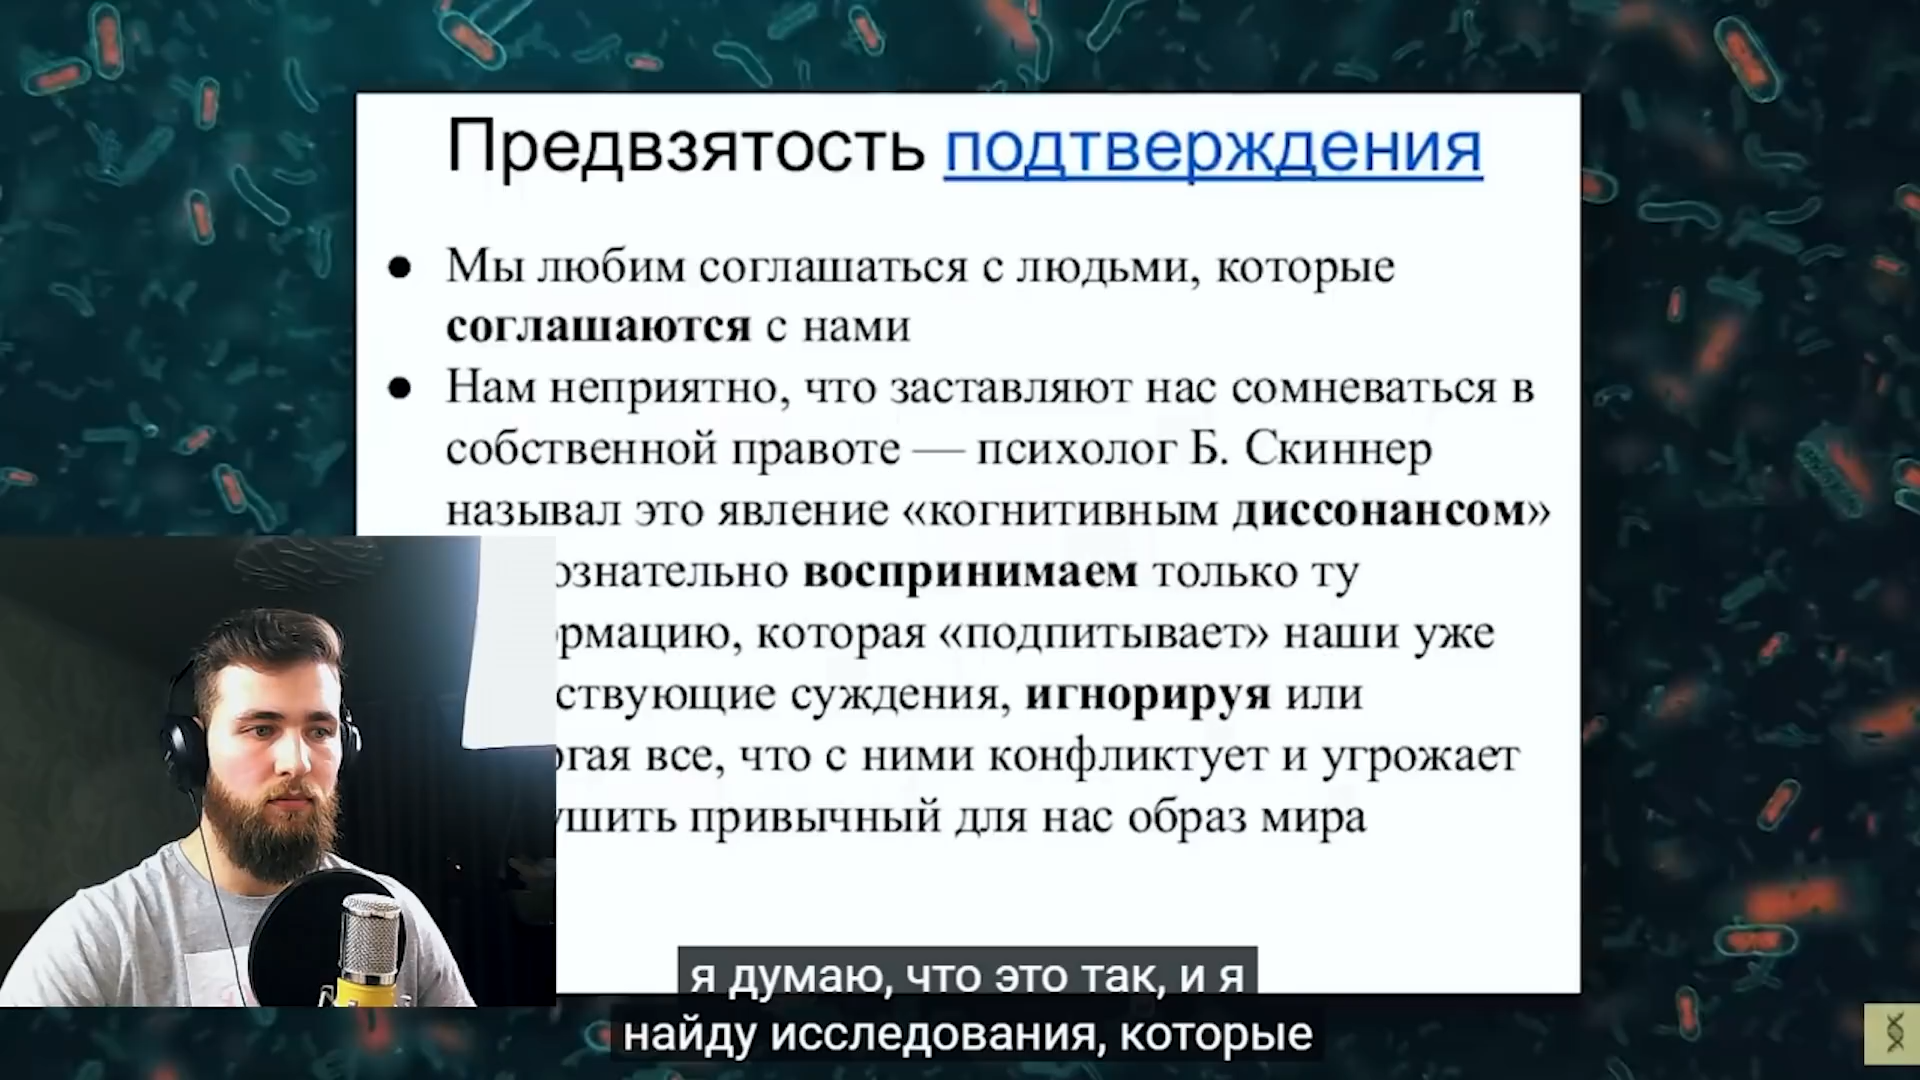 Предвзятость подтверждения
● Мы любим соглашаться с людьми, которые
соглашаются с нами
● Нам неприятно, что заставляют нас сомневаться в
собственной правоте — психолог Б. Скиннер
называл это явление «когнитивным диссонансом»
воспринимаем только ту
которая «подпитывает» наши уже
суждения, игнорируя или
все, что с ними конфликтует и угрожает
привычный для нас образ мира
я думаю, что это так, и я
найду исследования, которые